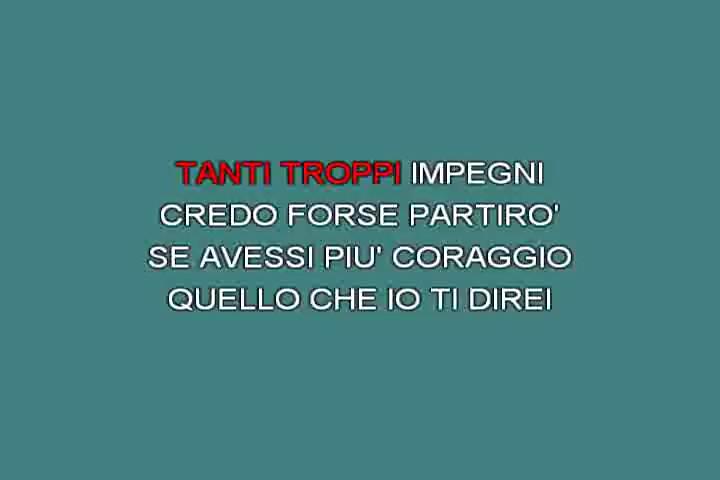 TANTI TROPPI IMPEGNI
CREDO FORSE PARTIRO'
SE AVESSI PIU' CORAGGIO
QUELLO CHE IO TI DIREI